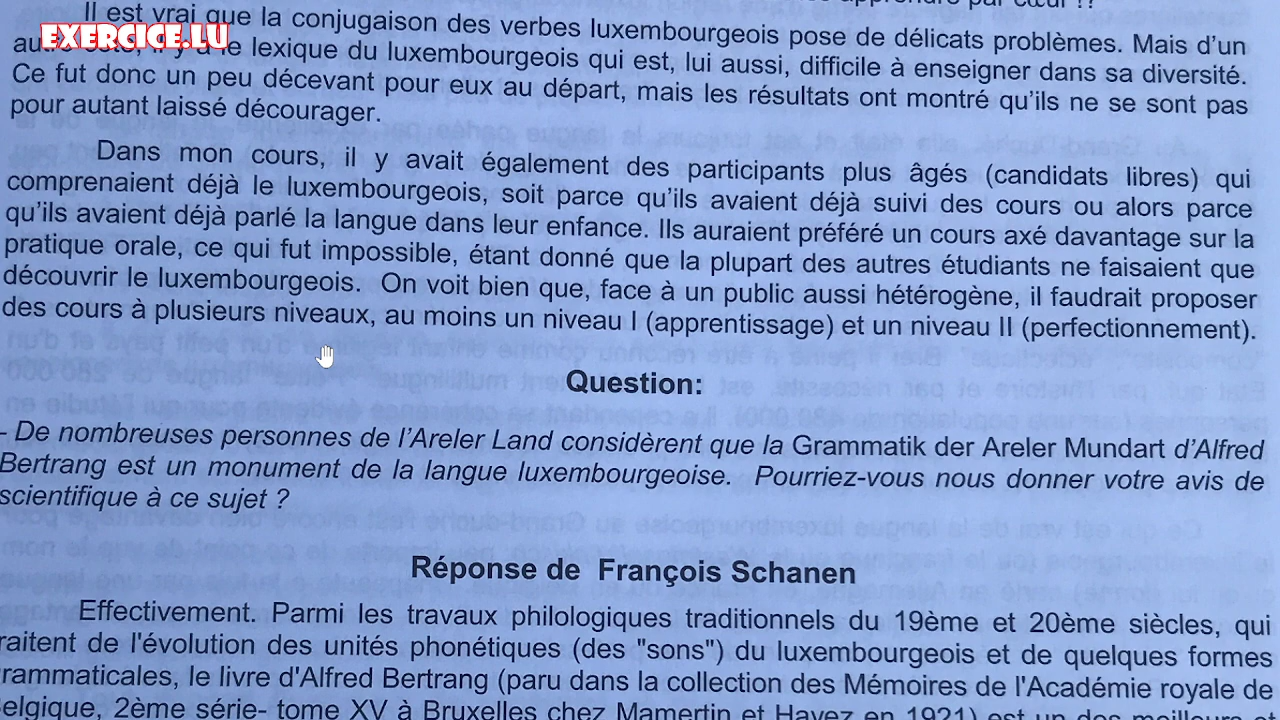 apprendre par cœur !?
Il est vrai que la conjugaison des verbes luxembourgeois pose de délicats problèmes. Mais d’un
EXERCICE.LU
le lexique du luxembourgeois qui est, lui aussi, difficile à enseigner dans sa diversité.
Ce fut donc un peu décevant pour eux au départ, mais les résultats ont montré qu’ils ne se sont pas
pour autant laissé décourager.
Dans mon cours, il y avait également des participants plus âgés (candidats libres) qui
comprenaient déjà le luxembourgeois, soit parce qu’ils avaient déjà suivi des cours ou alors parce
qu’ils avaient déjà parlé la langue dans leur enfance. Ils auraient préféré un cours axé davantage sur la
pratique orale, ce qui fut impossible, étant donné que la plupart des autres étudiants ne faisaient que
découvrir le luxembourgeois. On voit bien que, face à un public aussi hétérogène, il faudrait proposer
des cours à plusieurs niveaux, au moins un niveau I (apprentissage) et un niveau II (perfectionnement).
Question:
- De nombreuses personnes de l’Areler Land considèrent que la Grammatik der Areler Mundart d’Alfred
Bertrang est un monument de la langue luxembourgeoise. Pourriez-vous nous donner votre avis de
scientifique à ce sujet ?
Réponse de François Schanen
Effectivement. Parmi les travaux philologiques traditionnels du 19ème et 20ème siècles, qui
raitent de l'évolution des unités phonétiques (des "sons") du luxembourgeois et de quelques formes
rammaticales, le livre d'Alfred Bertrang (paru dans la collection des Mémoires de l'Académie royale de
elgique, 2ème série- tome XV à Bruxelles chez Mamertin et Hayez en 1921) est un des meilleurs et